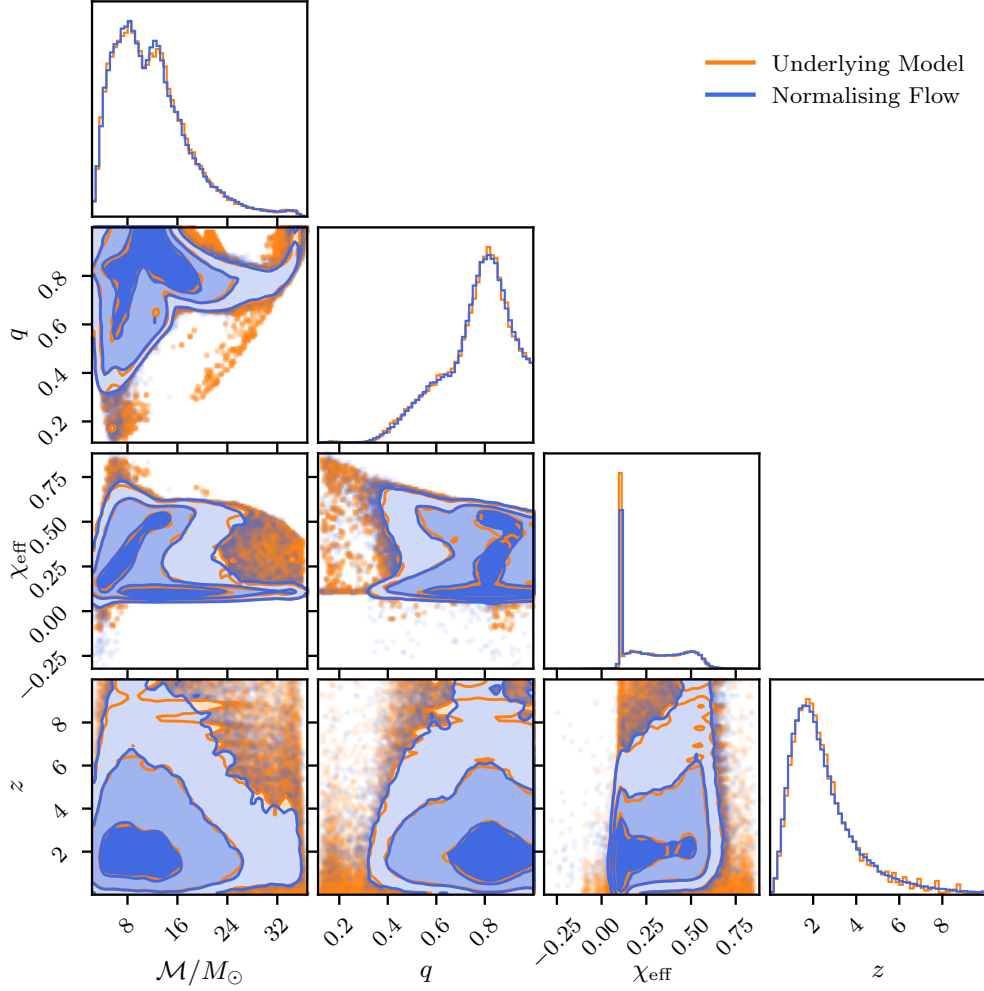 Underlying Model
Normalising Flow
0.8
0.6
0.4
0.2
q
0.75
0.50
0.25
0.00
−0.25
χeff
8
6
4
2
z
8 16 24 32
0.2 0.4 0.6 0.8
−0.25 0.00 0.25 0.50 0.75
2 4 6 8
ℳ/M⊙ q χeff z